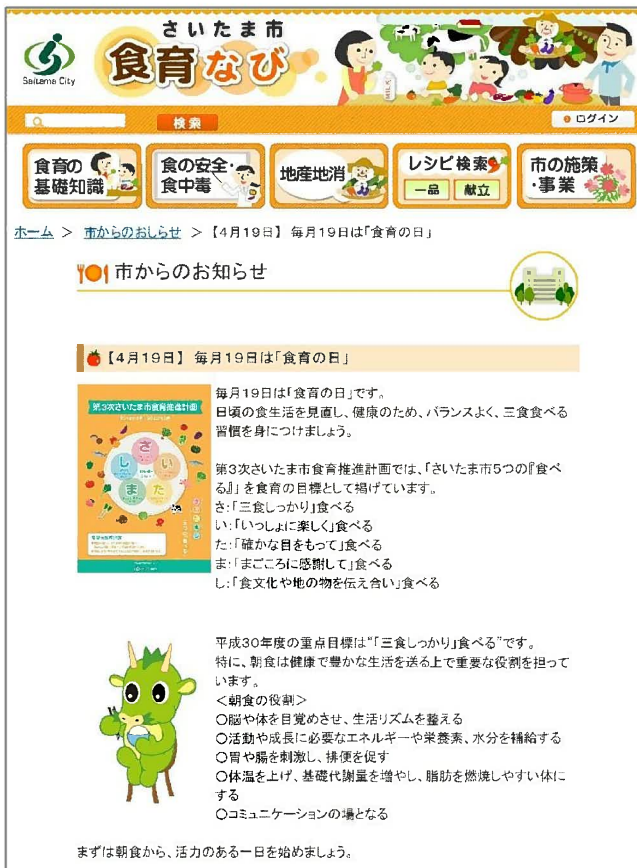 Saitama City
さいたま市
食育なび
MILK
検索
ログイン
食育の
基礎知識
食の安全・
食中毒
地産地消
レシピ検索
一品 献立
市の施策
・事業
ホーム > 市からのおしらせ > 【4月19日】 毎月19日は「食育の日」
市からのお知らせ
【4月19日】 毎月19日は「食育の日」
第3次さいたま市食育推進計画
さ
い
た
ま
し
毎月19日は「食育の日」です。
日頃の食生活を見直し、健康のため、バランスよく、三食食べる
習慣を身につけましょう。
第3次さいたま市食育推進計画では、「さいたま市5つの『食べ
る』」を食育の目標として掲げています。
さ:「三食しっかり」食べる
い:「いっしょに楽しく」食べる
た:「確かな目をもって」食べる
ま:「まごころに感謝して」食べる
し:「食文化や地の物を伝え合い」食べる
平成30年度の重点目標は"「三食しっかり」食べる"です。
特に、朝食は健康で豊かな生活を送る上で重要な役割を担って
います。
<朝食の役割>
○脳や体を目覚めさせ、生活リズムを整える
○活動や成長に必要なエネルギーや栄養素、水分を補給する
○胃や腸を刺激し、排便を促す
○体温を上げ、基礎代謝量を増やし、脂肪を燃焼しやすい体に
する
○コミュニケーションの場となる
まずは朝食から、活力のある一日を始めましょう。